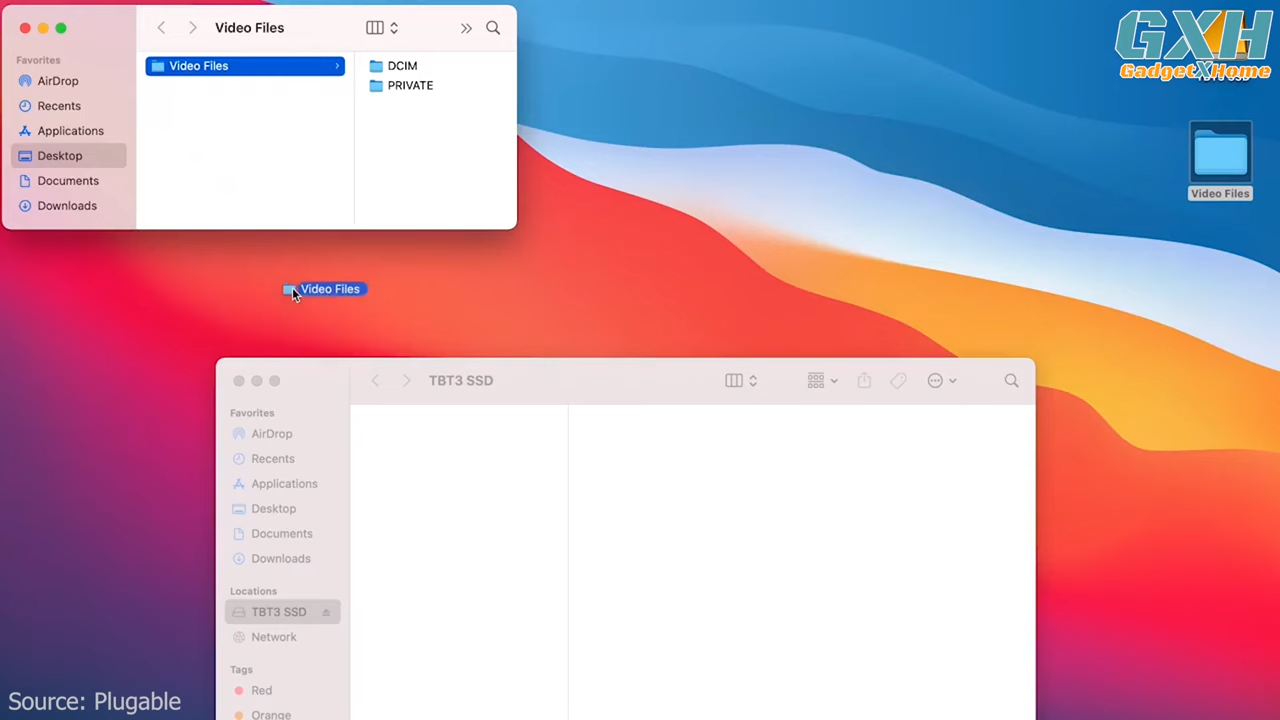 Video Files
Favorites
AirDrop
Recents
Applications
Desktop
Documents
Downloads
Video Files
DCIM
PRIVATE
GXH
GadgetXHome
Video Files
Video Files
TBT3 SSD
Favorites
AirDrop
Recents
Applications
Desktop
Documents
Downloads
Locations
TBT3 SSD
Network
Tags
Red
Orange
Source: Plugable